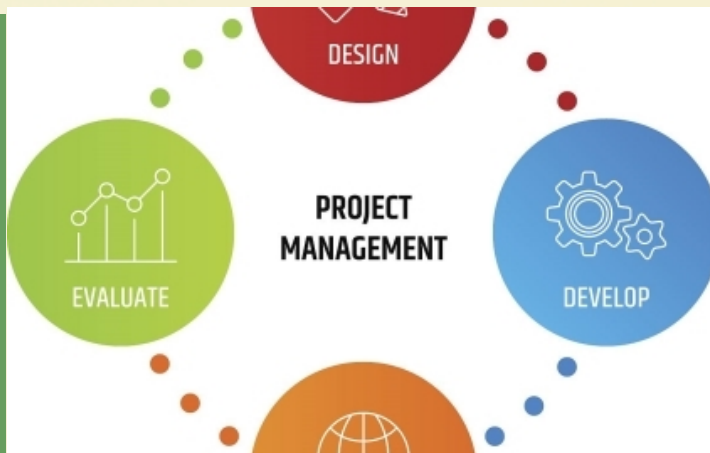 DESIGN
PROJECT
MANAGEMENT
EVALUATE
DEVELOP